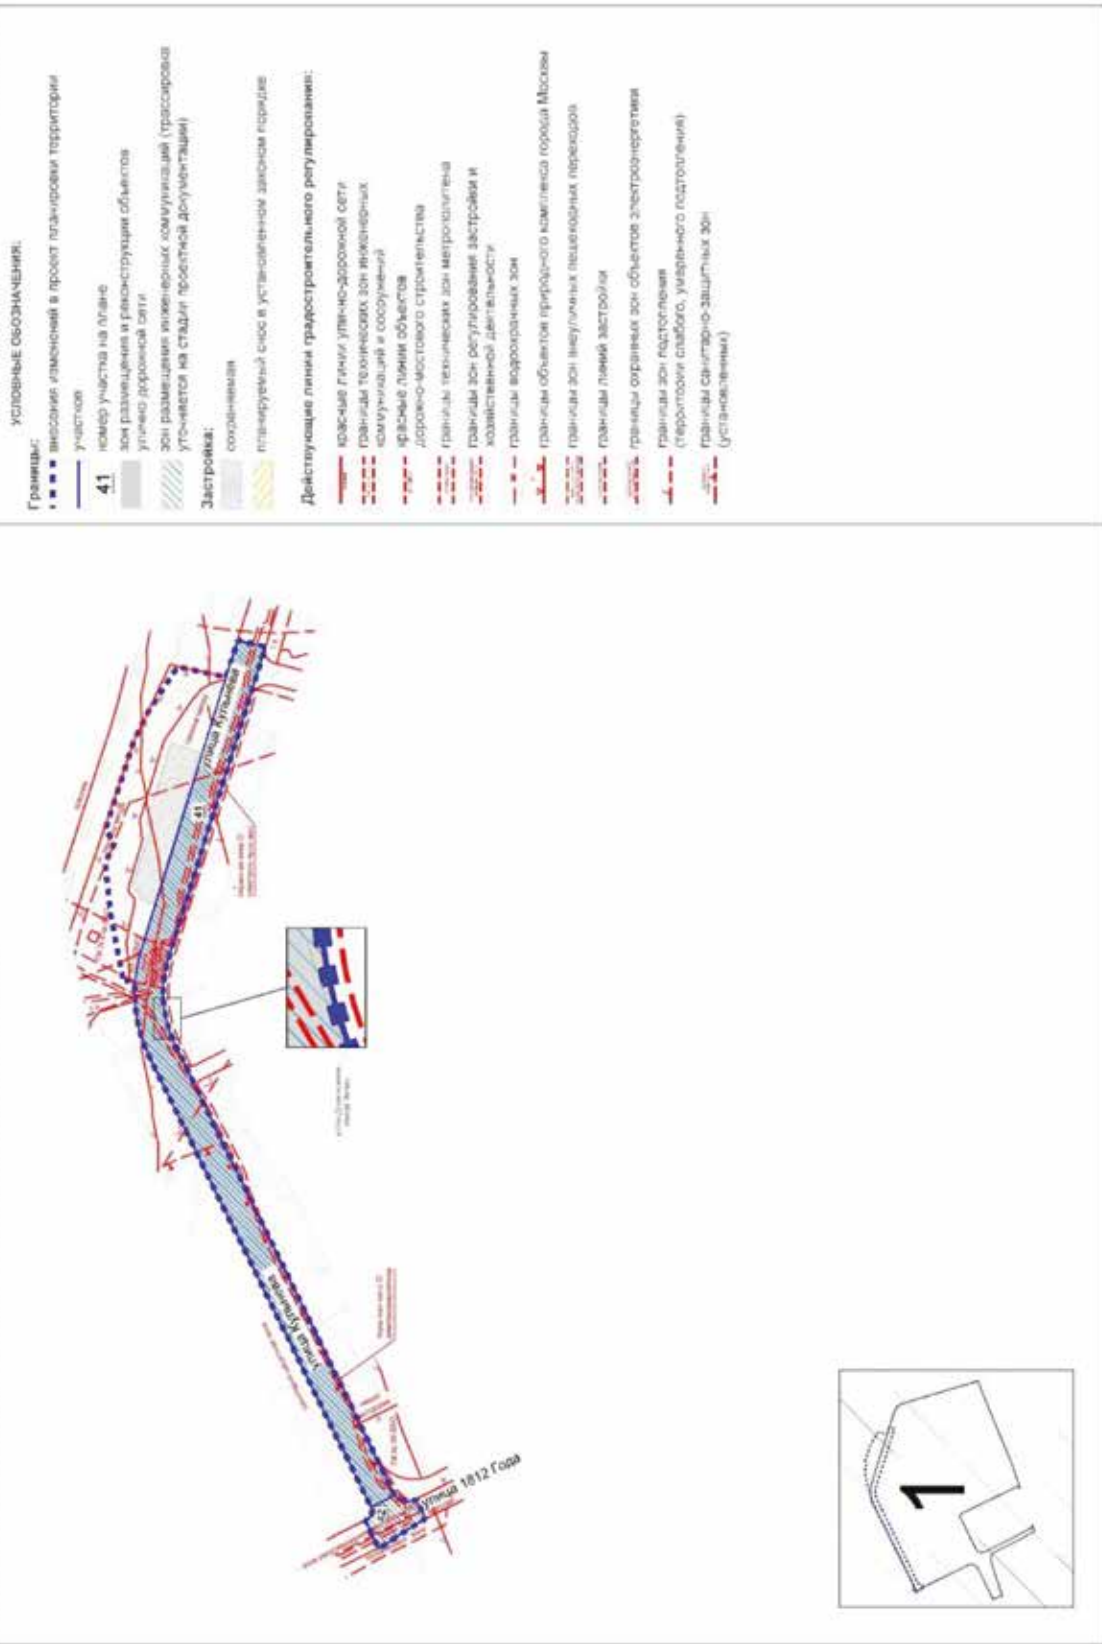 УСЛОВНЫЕ ОБОЗНАЧЕНИЯ:
Границы:
внесения изменений в проект планировки территории
участков
41 номер участка на плане
зон размещения и реконструкции объектов
улично-дорожной сети
зон размещения инженерных коммуникаций (трассировка
уточняется на стадии проектной документации)
Застройка:
сохраняемая
планируемый снос в установленном законом порядке
Действующие линии градостроительного регулирования:
красные линии улично-дорожной сети
границы технических зон инженерных
коммуникаций и сооружений
красные линии объектов
дорожно-мостового строительства
границы технических зон метрополитена
границы зон регулирования застройки и
хозяйственной деятельности
границы водоохранных зон
границы объектов природного комплекса города Москвы
границы зон внеуличных пешеходных переходов
границы линий застройки
границы охранных зон объектов электроэнергетики
границы зон подтопления
(территории слабого, умеренного подтопления)
границы санитарно-защитных зон
(установленных)
улица Кульнева
41
улица Кульнева
улица 1812 Года
1